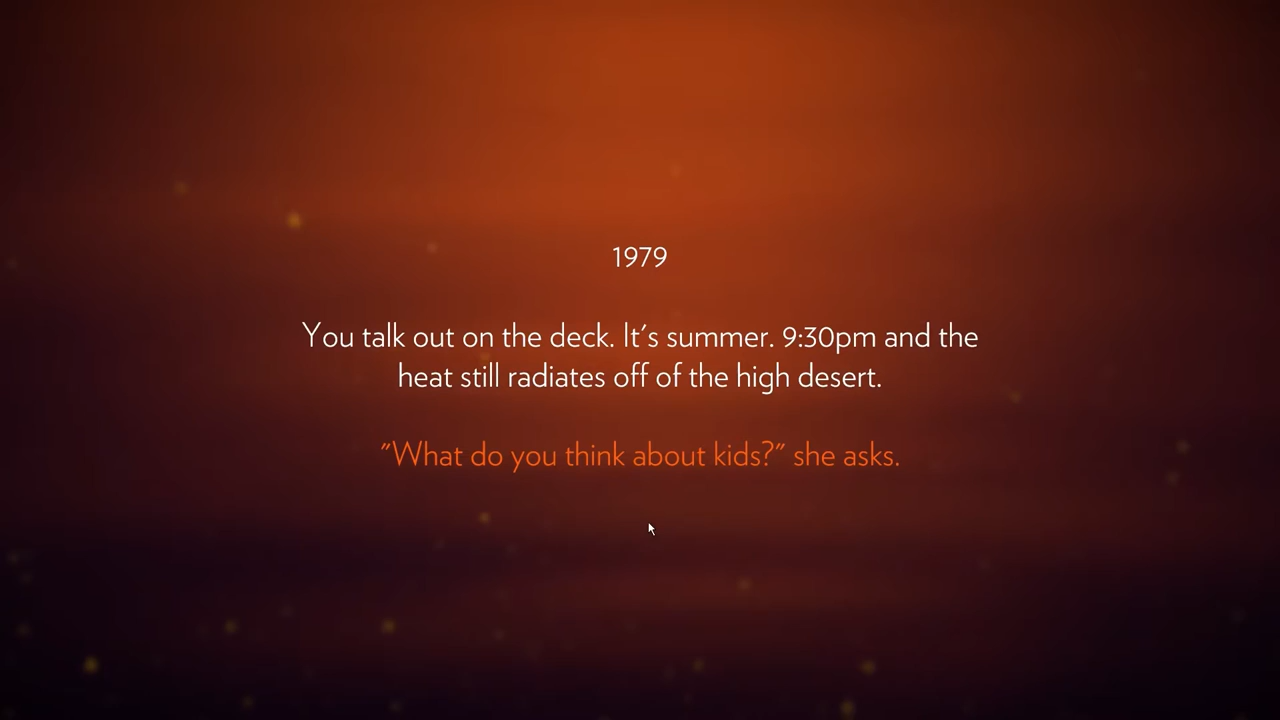 1979
You talk out on the deck. It's summer. 9:30pm and the
heat still radiates off of the high desert.
"What do you think about kids?" she asks.